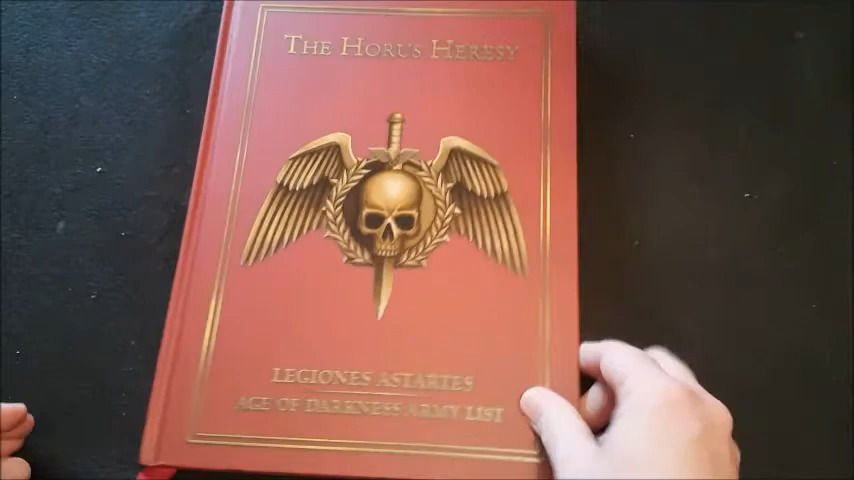 THE HORUS HERESY
LEGIONES ASTARTES
AGE OF DARKNESS ARMY LIST